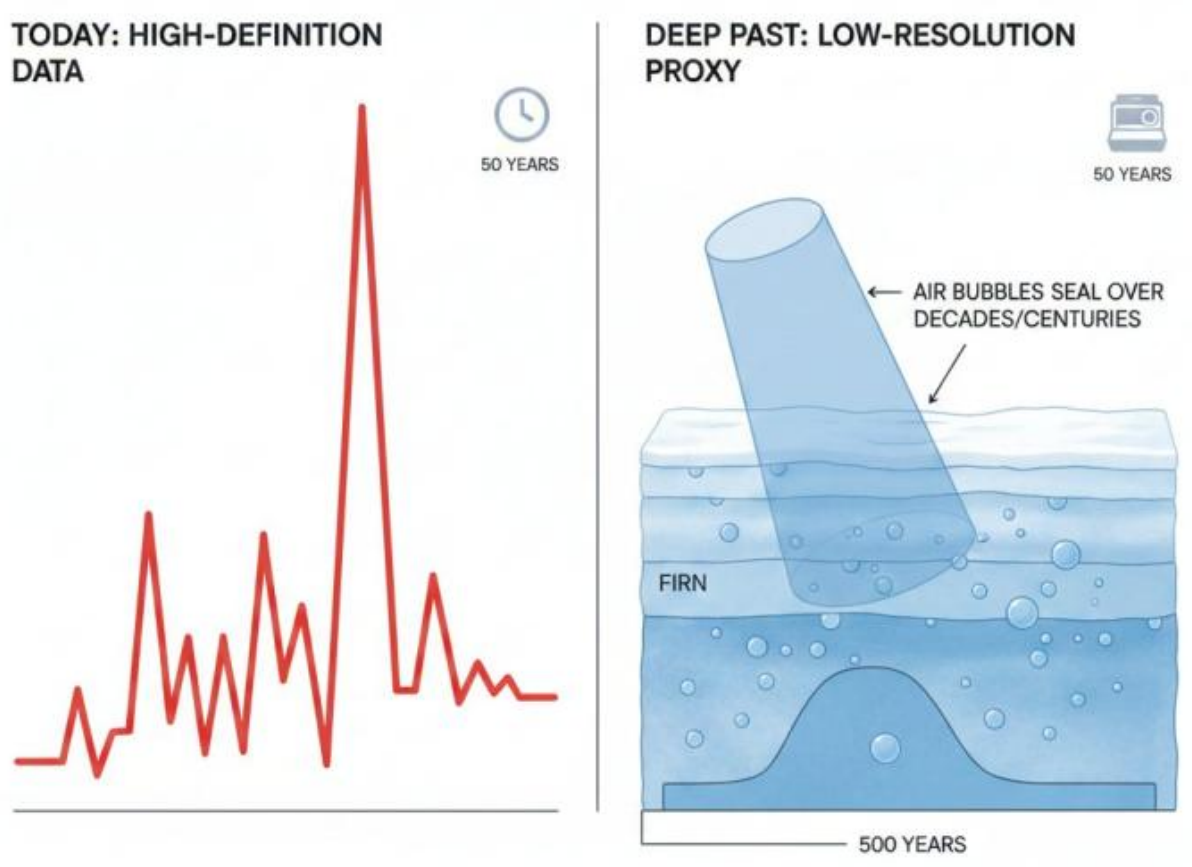 TODAY: HIGH-DEFINITION
DATA
50 YEARS
DEEP PAST: LOW-RESOLUTION
PROXY
50 YEARS
AIR BUBBLES SEAL OVER
DECADES/CENTURIES
FIRN
500 YEARS